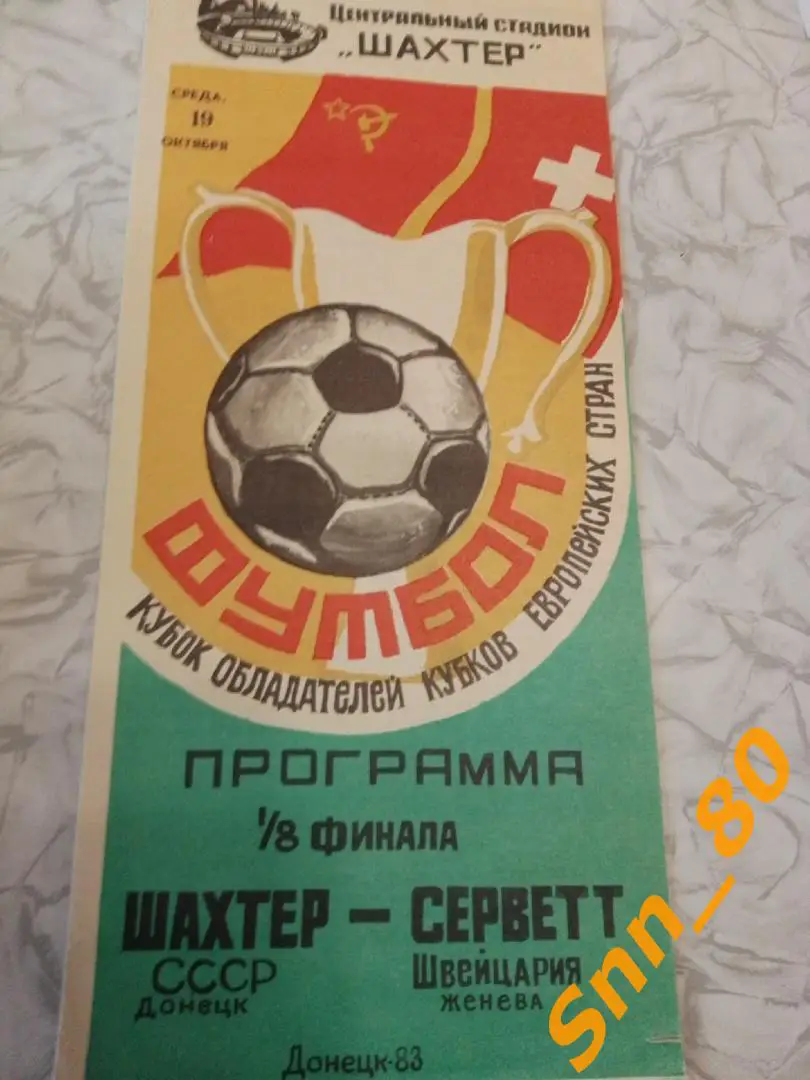 ЦЕНТРАЛЬНЫЙ СТАДИОН
„ШАХТЕР"
СРЕДА,
19
ОКТЯБРЯ
ФУТБОЛ
КУБОК ОБЛАДАТЕЛЕЙ КУБКОВ ЕВРОПЕЙСКИХ СТРАН
ПРОГРАММА
1/8 ФИНАЛА
ШАХТЕР – СЕРВЕТТ
СССР Швейцария
Донецк ЖЕНЕВА
Донецк-83
Snn_80